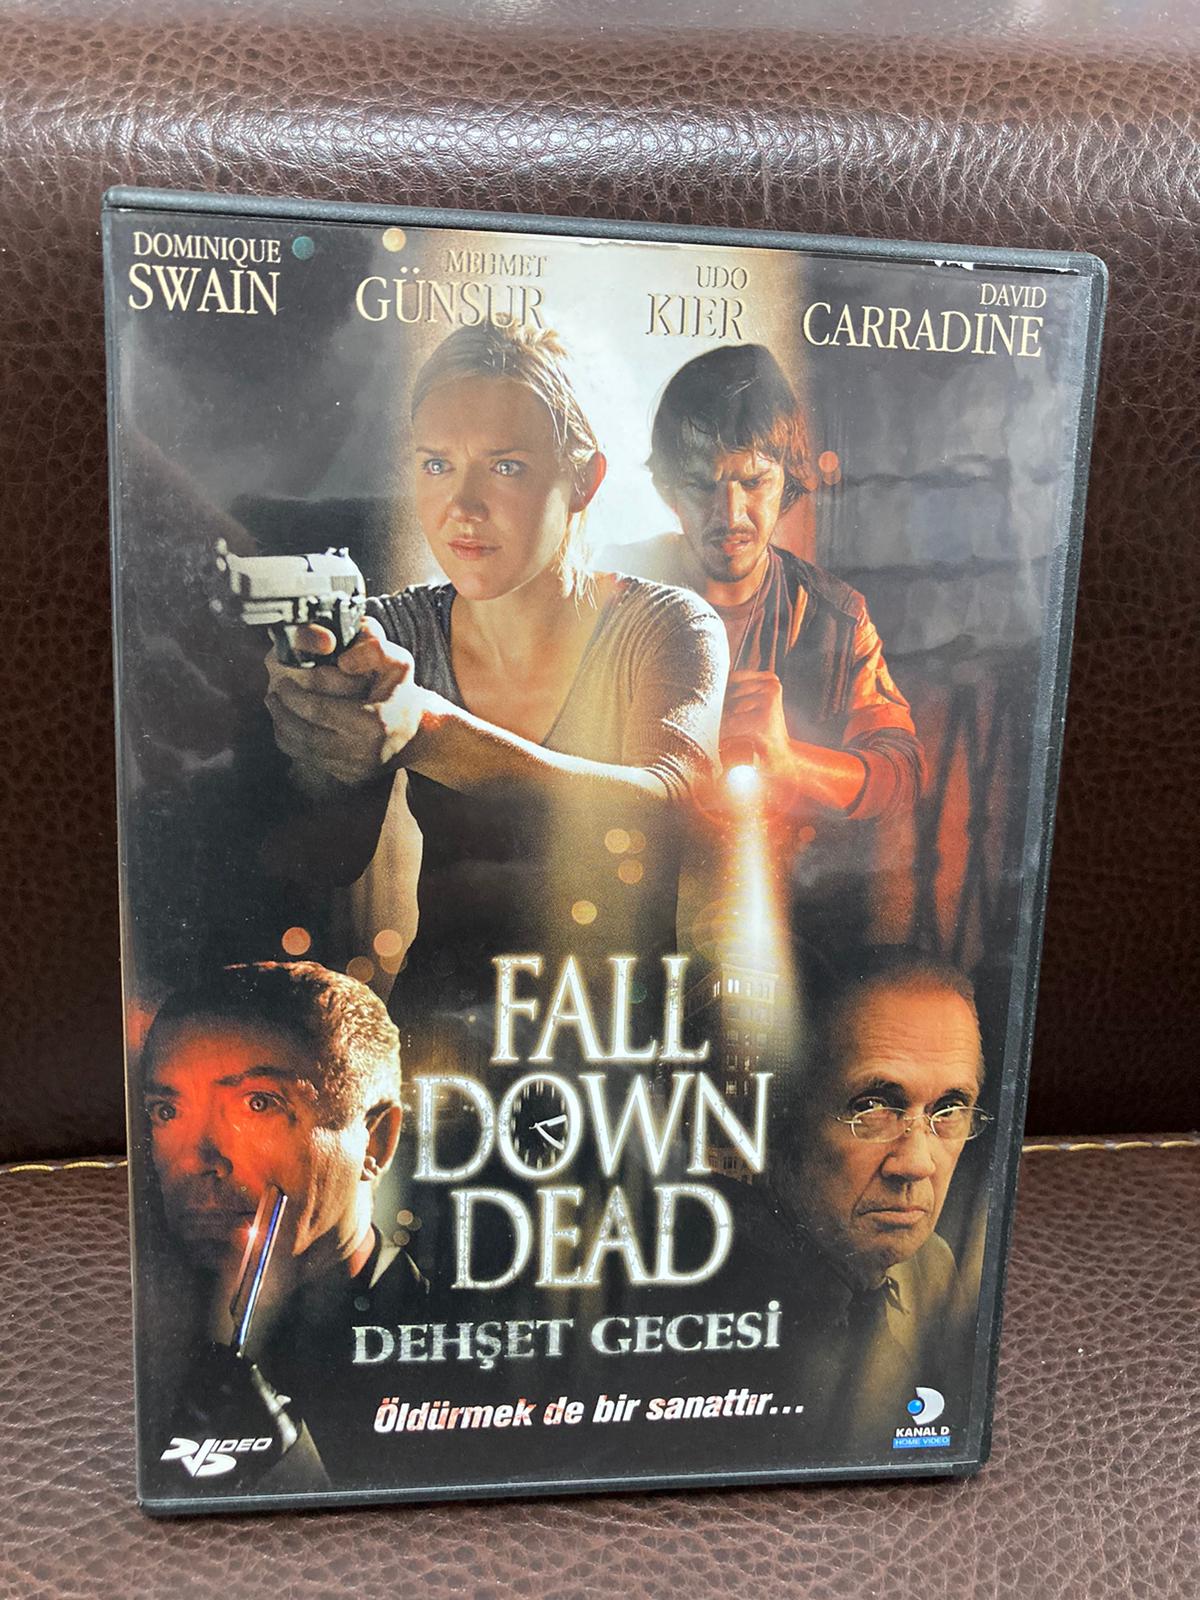 DOMINIQUE
SWAIN
MEHMET
GÜNSUR
UDO
KIER
DAVID
CARRADINE
FALL
DOWN
DEAD
DEHŞET GECESİ
Öldürmek de bir sanattır...
VIDEO
KANAL D
HOME VIDEO